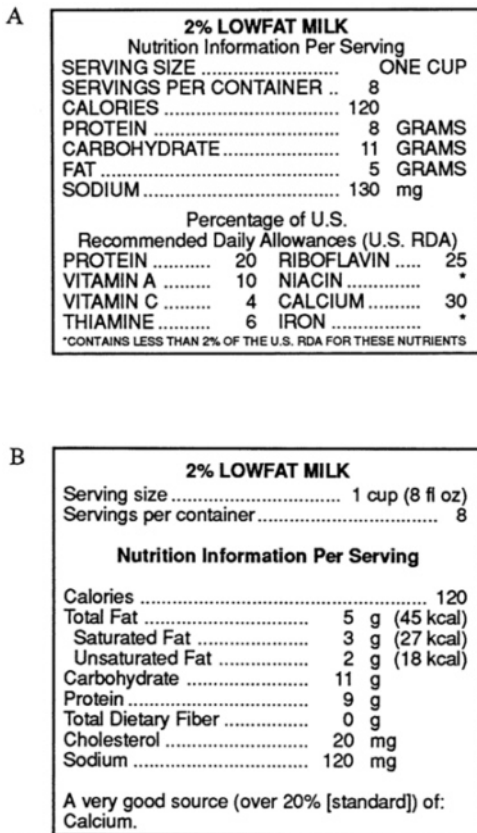 A
2% LOWFAT MILK
Nutrition Information Per Serving
SERVING SIZE ........................ ONE CUP
SERVINGS PER CONTAINER .. 8
CALORIES ................................ 120
PROTEIN ................................. 8 GRAMS
CARBOHYDRATE .................... 11 GRAMS
FAT .......................................... 5 GRAMS
SODIUM ................................... 130 mg
Percentage of U.S.
Recommended Daily Allowances (U.S. RDA)
PROTEIN .......... 20 RIBOFLAVIN ..... 25
VITAMIN A ........ 10 NIACIN .............. *
VITAMIN C ........ 4 CALCIUM ........... 30
THIAMINE ......... 6 IRON ................. *
*CONTAINS LESS THAN 2% OF THE U.S. RDA FOR THESE NUTRIENTS
B
2% LOWFAT MILK
Serving size ................................ 1 cup (8 fl oz)
Servings per container .................................. 8
Nutrition Information Per Serving
Calories ........................................................ 120
Total Fat ................................ 5 g (45 kcal)
Saturated Fat ....................... 3 g (27 kcal)
Unsaturated Fat ................... 2 g (18 kcal)
Carbohydrate ......................... 11 g
Protein .................................... 9 g
Total Dietary Fiber .................. 0 g
Cholesterol ............................. 20 mg
Sodium ................................... 120 mg
A very good source (over 20% [standard]) of:
Calcium.